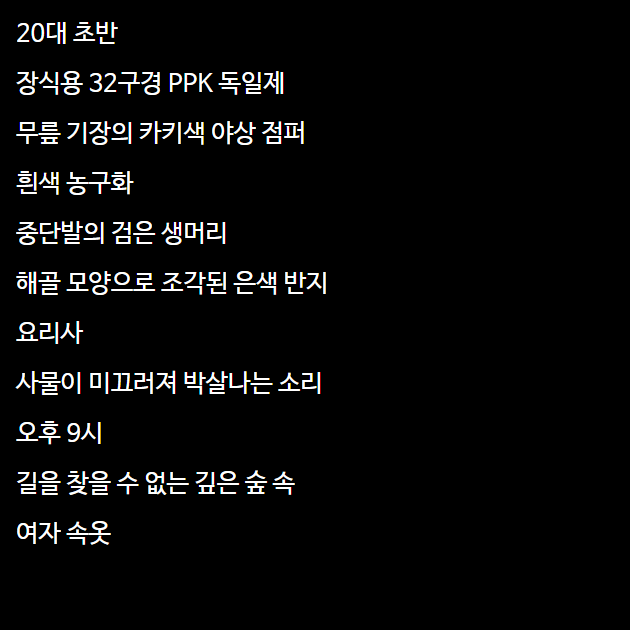 20대 초반
장식용 32구경 PPK 독일제
무릎 기장의 카키색 야상 점퍼
흰색 농구화
중단발의 검은 생머리
해골 모양으로 조각된 은색 반지
요리사
사물이 미끄러져 박살나는 소리
오후 9시
길을 찾을 수 없는 깊은 숲 속
여자 속옷